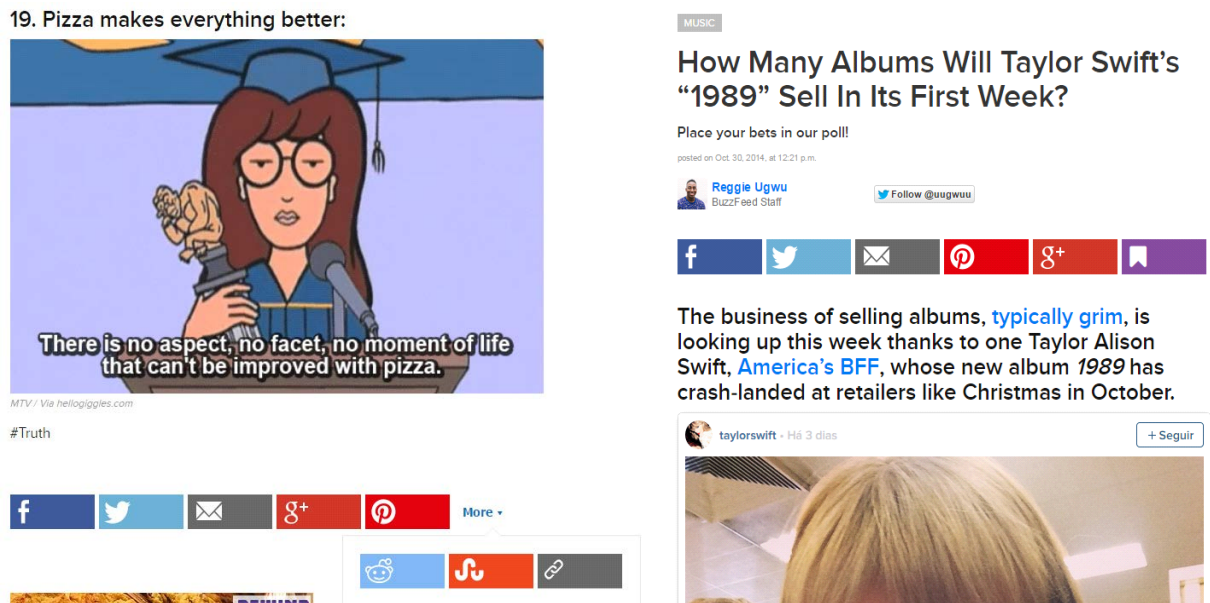 19. Pizza makes everything better:
There is no aspect, no facet, no moment of life
that can't be improved with pizza.
MTV / Via hellogiggles.com
#Truth
More
MUSIC
How Many Albums Will Taylor Swift's
“1989” Sell In Its First Week?
Place your bets in our poll!
posted on Oct. 30, 2014, at 12:21 p.m.
Reggie Ugwu
BuzzFeed Staff
Follow @uugwuu
The business of selling albums, typically grim, is
looking up this week thanks to one Taylor Alison
Swift, America's BFF, whose new album 1989 has
crash-landed at retailers like Christmas in October.
taylorswift • Há 3 dias
+ Seguir